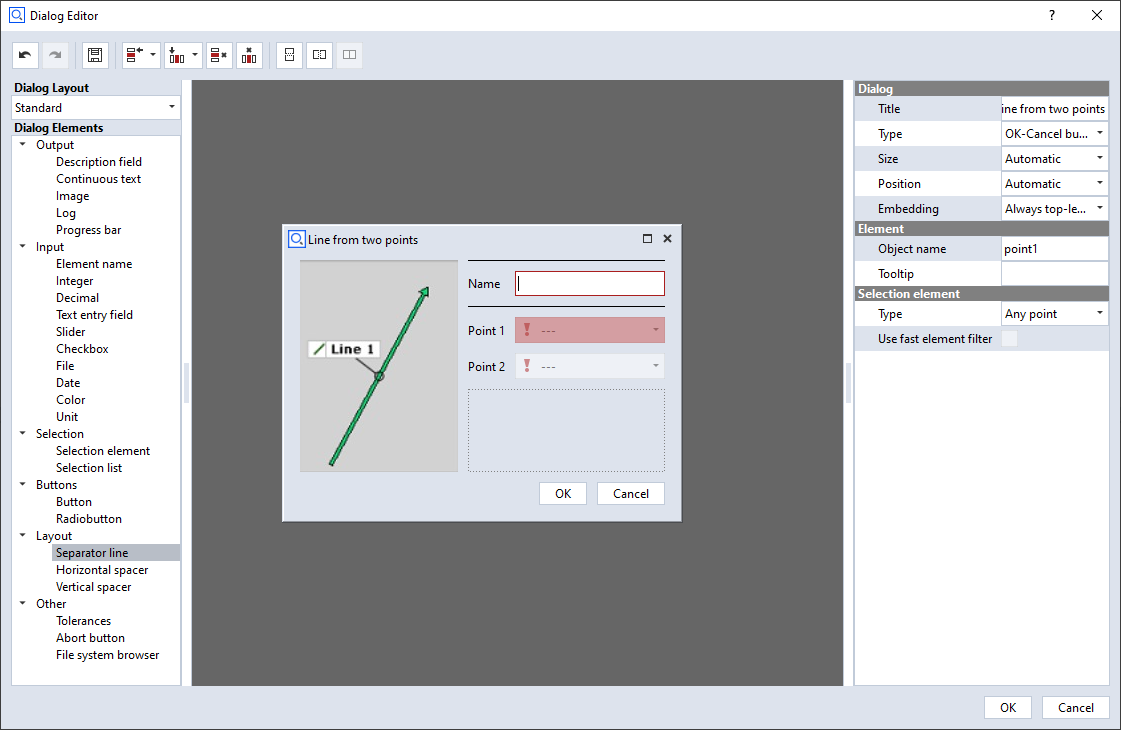 Dialog Editor
?
Dialog Layout
Standard
Dialog Elements
Output
Description field
Continuous text
Image
Log
Progress bar
Input
Element name
Integer
Decimal
Text entry field
Slider
Checkbox
File
Date
Color
Unit
Selection
Selection element
Selection list
Buttons
Button
Radiobutton
Layout
Separator line
Horizontal spacer
Vertical spacer
Other
Tolerances
Abort button
File system browser
Line from two points
Line 1
Name
Point 1 ---
Point 2 ---
OK Cancel
Dialog
Title ine from two points
Type OK-Cancel bu...
Size Automatic
Position Automatic
Embedding Always top-le...
Element
Object name point1
Tooltip
Selection element
Type Any point
Use fast element filter
OK Cancel